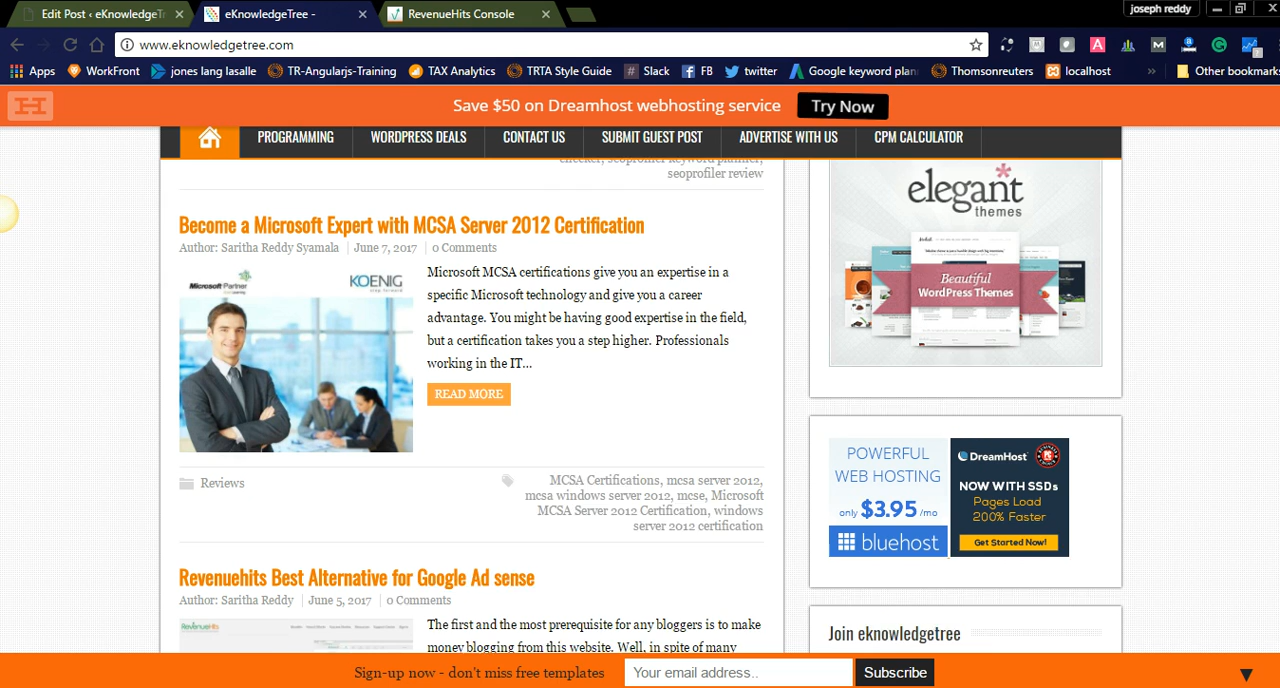 Edit Post ‹ eKnowledgeTr
eKnowledgeTree -
RevenueHits Console
joseph reddy
www.eknowledgetree.com
Apps
WorkFront
jones lang lasalle
TR-Angularjs-Training
TAX Analytics
TRTA Style Guide
Slack
FB
twitter
Google keyword plan
Thomsonreuters
localhost
»
Other bookmarks
Save $50 on Dreamhost webhosting service
Try Now
PROGRAMMING
WORDPRESS DEALS
CONTACT US
SUBMIT GUEST POST
ADVERTISE WITH US
CPM CALCULATOR
checker, seoprofiler keyword planner,
seoprofiler review
Become a Microsoft Expert with MCSA Server 2012 Certification
Author: Saritha Reddy Syamala
June 7, 2017
0 Comments
Microsoft Partner
KOENIG
step forward
Microsoft MCSA certifications give you an expertise in a
specific Microsoft technology and give you a career
advantage. You might be having good expertise in the field,
but a certification takes you a step higher. Professionals
working in the IT...
READ MORE
Reviews
MCSA Certifications, mcsa server 2012,
mcsa windows server 2012, mcse, Microsoft
MCSA Server 2012 Certification, windows
server 2012 certification
Revenuehits Best Alternative for Google Ad sense
Author: Saritha Reddy
June 5, 2017
0 Comments
RevenueHits
The first and the most prerequisite for any bloggers is to make
money blogging from this website. Well, in spite of many
elegant
themes
Beautiful
WordPress Themes
POWERFUL
WEB HOSTING
only $3.95 /mo
bluehost
DreamHost
NOW WITH SSDs
Pages Load
200% Faster
Get Started Now!
Join eknowledgetree
Sign-up now - don't miss free templates
Your email address..
Subscribe